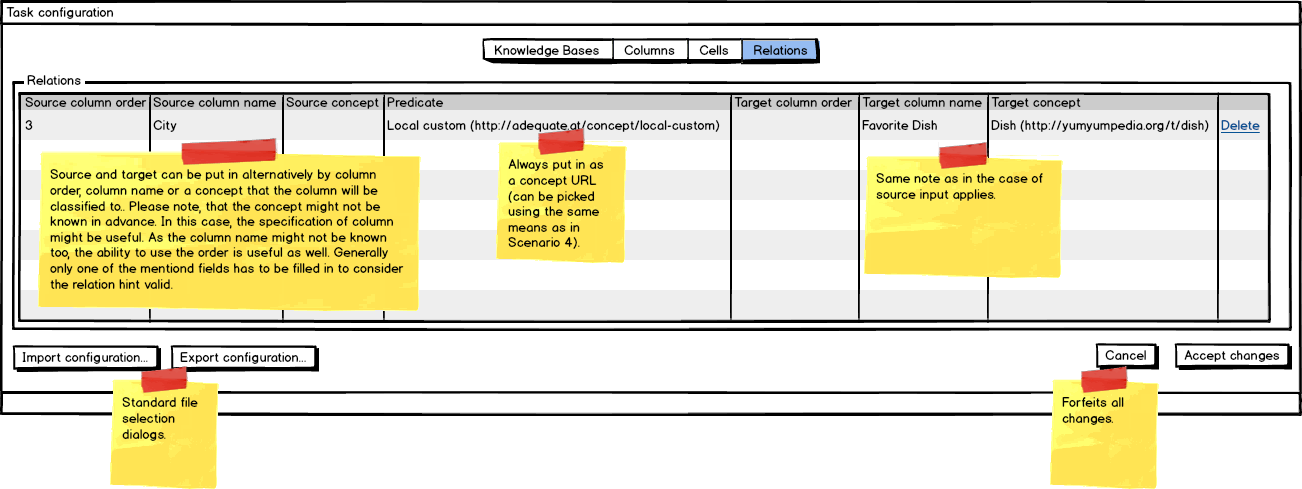 Task configuration
Knowledge Bases Columns Cells Relations
Relations
Source column order Source column name Source concept Predicate Target column order Target column name Target concept
3 City Local custom (http://adequate.at/concept/local-custom) Favorite Dish Dish (http://yumyumpedia.org/t/dish) Delete
Source and target can be put in alternatively by column
order, column name or a concept that the column will be
classified to.. Please note, that the concept might not be
known in advance. In this case, the specification of column
might be useful. As the column name might not be known
too, the ability to use the order is useful as well. Generally
only one of the mentiond fields has to be filled in to consider
the relation hint valid.
Always put in as
a concept URL
(can be picked
using the same
means as in
Scenario 4).
Same note as in the case of
source input applies.
Import configuration... Export configuration... Cancel Accept changes
Standard file
selection
dialogs.
Forfeits all
changes.